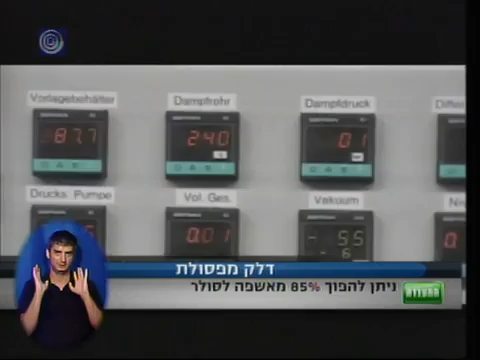 Vorlagebehälter
Dampfrohr
Dampfdruck
87.7
240
01
Drucks. Pumpe
Vol. Ges.
Vakuum
0.01
- 55
- 6
דלק מפסולת
ניתן להפוך 85% מאשפה לסולר